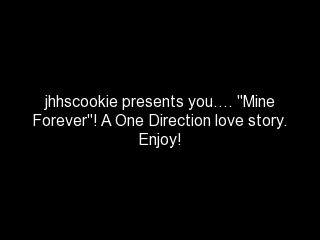 jhhscookie presents you…. "Mine
Forever"! A One Direction love story.
Enjoy!